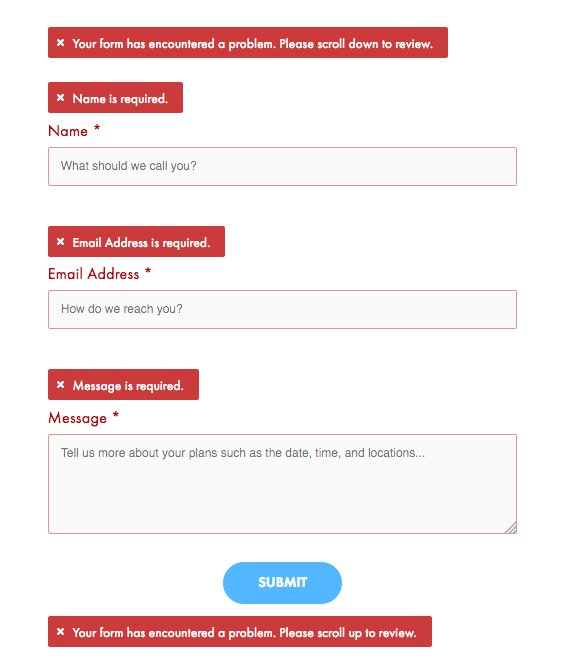 × Your form has encountered a problem. Please scroll down to review.
× Name is required.
Name *
What should we call you?
× Email Address is required.
Email Address *
How do we reach you?
× Message is required.
Message *
Tell us more about your plans such as the date, time, and locations...
SUBMIT
× Your form has encountered a problem. Please scroll up to review.